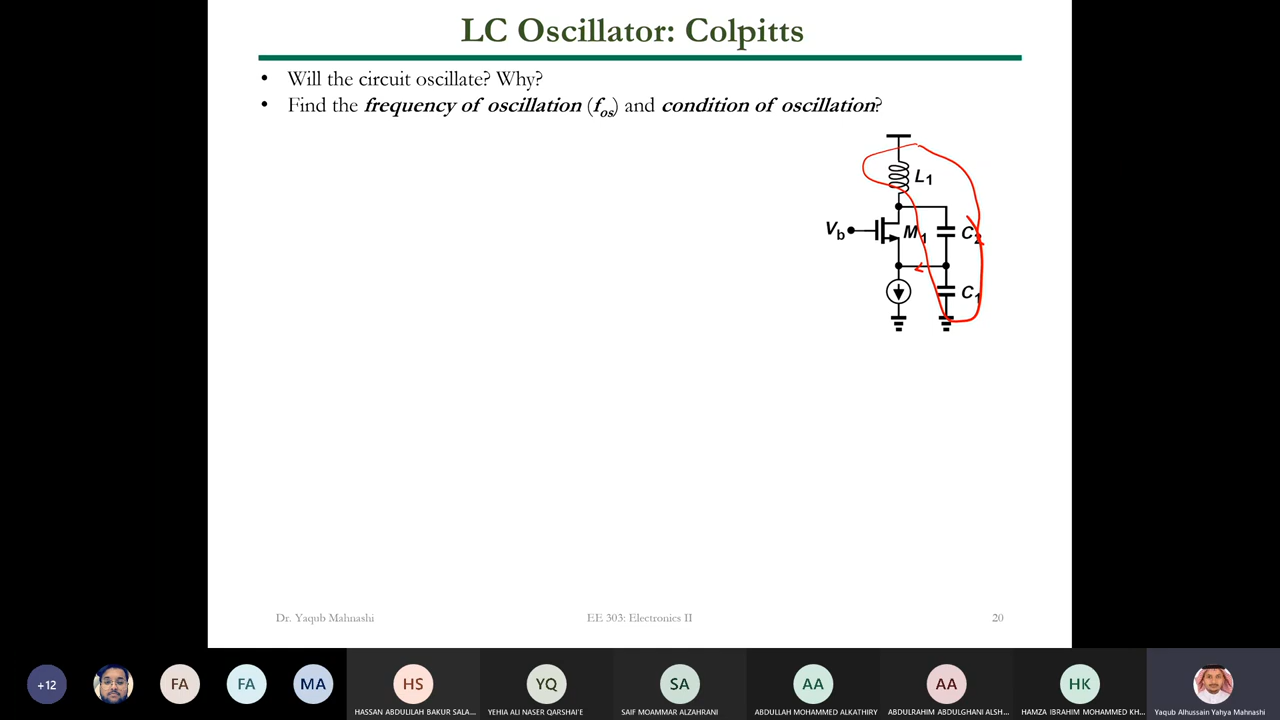 LC Oscillator: Colpitts
• Will the circuit oscillate? Why?
• Find the frequency of oscillation (fos) and condition of oscillation?
L1
Vb
M1
C2
C1
Dr. Yaqub Mahnashi
EE 303: Electronics II
20
+12
FA
FA
MA
HS
YQ
SA
AA
AA
HK
HASSAN ABDULILAH BAKUR SALA...
YEHIA ALI NASER QARSHAI'E
SAIF MOAMMAR ALZAHRANI
ABDULLAH MOHAMMED ALKATHIRY
ABDULRAHIM ABDULGHANI ALSH...
HAMZA IBRAHIM MOHAMMED KH...
Yaqub Alhussain Yahya Mahnashi